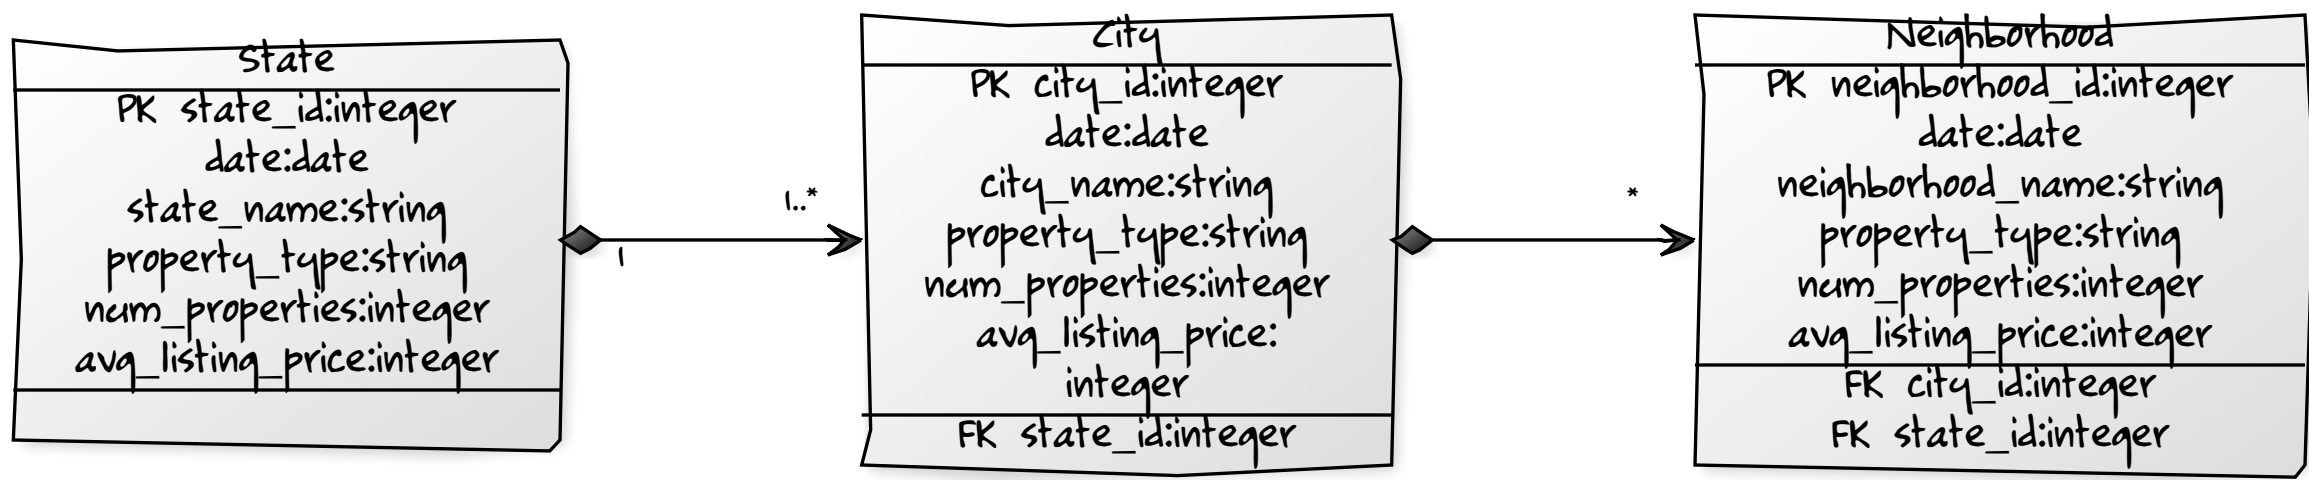 State
PK state_id:integer
date:date
state_name:string
property_type:string
num_properties:integer
avg_listing_price:integer
1
1..*
City
PK city_id:integer
date:date
city_name:string
property_type:string
num_properties:integer
avg_listing_price:
integer
FK state_id:integer
*
Neighborhood
PK neighborhood_id:integer
date:date
neighborhood_name:string
property_type:string
num_properties:integer
avg_listing_price:integer
FK city_id:integer
FK state_id:integer